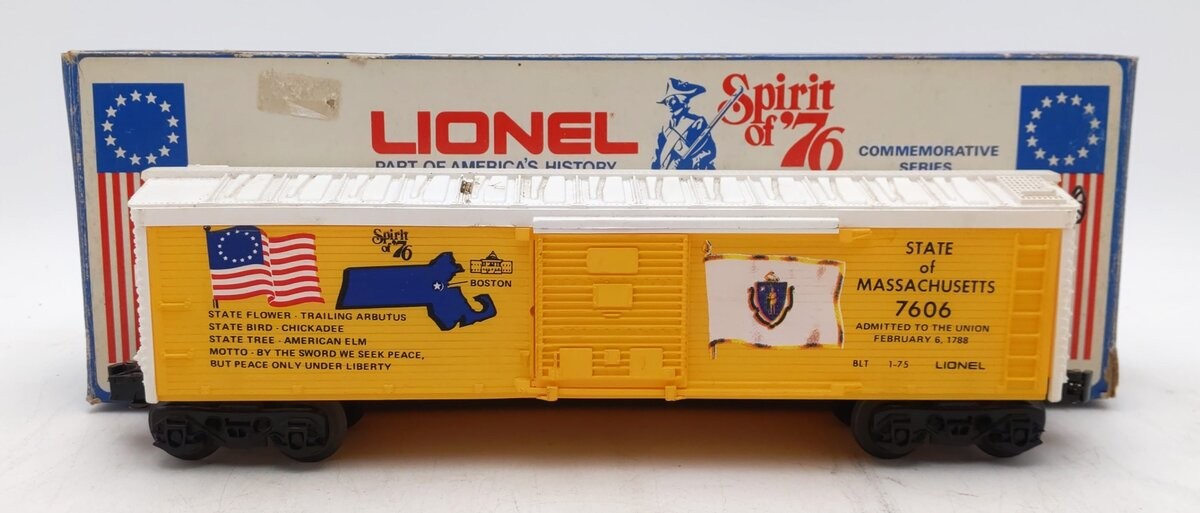 LIONEL
PART OF AMERICA'S HISTORY
Spirit
of '76
COMMEMORATIVE
SERIES
Spirit
of '76
BOSTON
STATE FLOWER - TRAILING ARBUTUS
STATE BIRD - CHICKADEE
STATE TREE - AMERICAN ELM
MOTTO - BY THE SWORD WE SEEK PEACE,
BUT PEACE ONLY UNDER LIBERTY
STATE
of
MASSACHUSETTS
7606
ADMITTED TO THE UNION
FEBRUARY 6, 1788
BLT 1-75 LIONEL